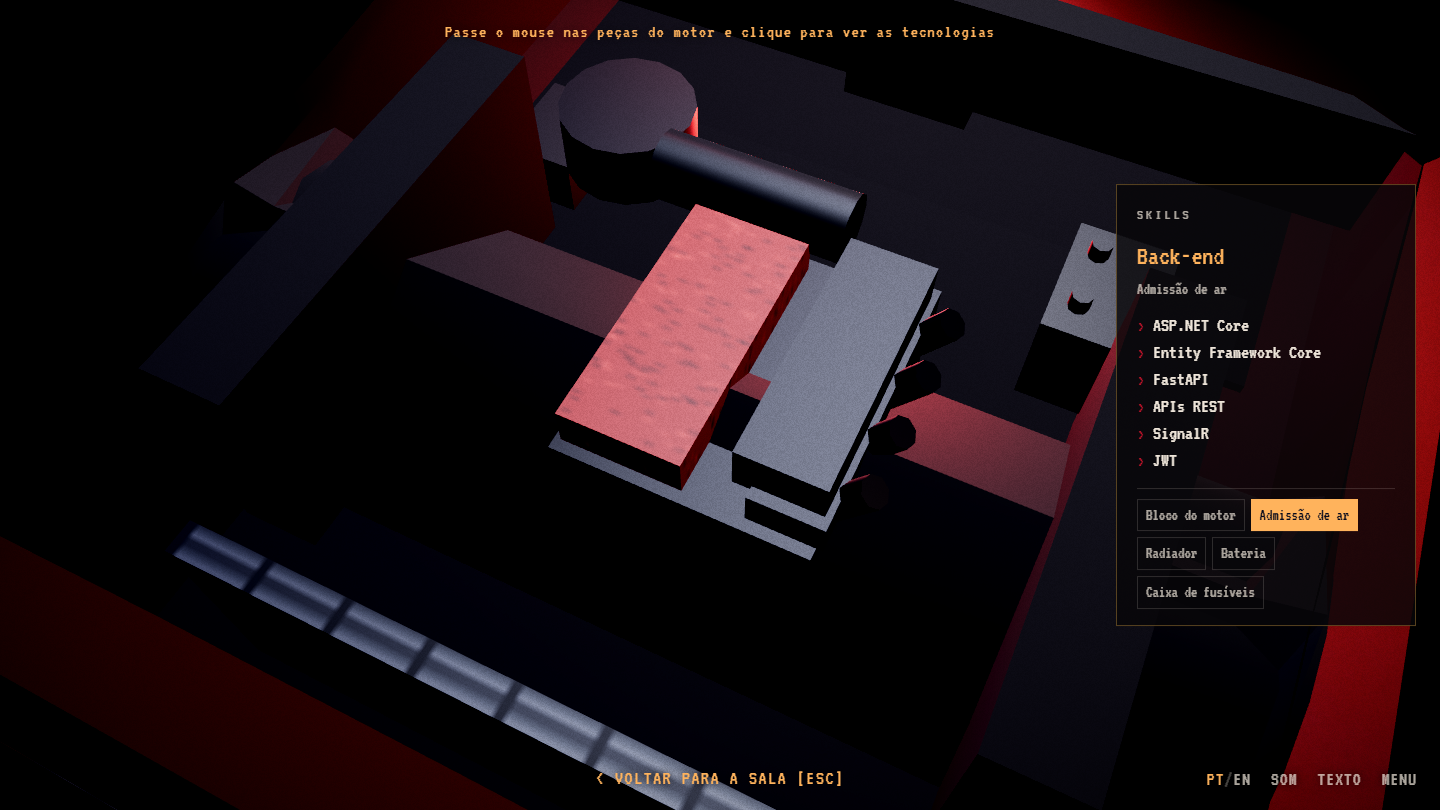 Passe o mouse nas peças do motor e clique para ver as tecnologias
SKILLS
Back-end
Admissão de ar
› ASP.NET Core
› Entity Framework Core
› FastAPI
› APIs REST
› SignalR
› JWT
Bloco do motor Admissão de ar
Radiador Bateria
Caixa de fusíveis
‹ VOLTAR PARA A SALA [ESC]
PT/EN SOM TEXTO MENU